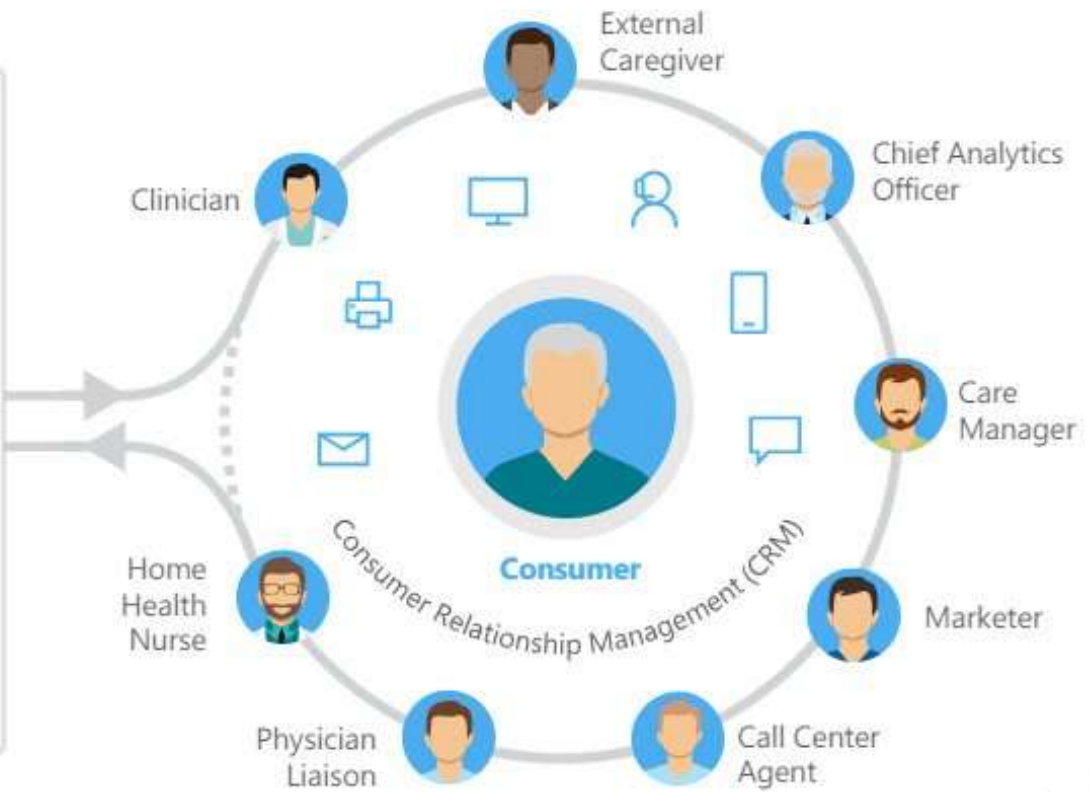 External
Caregiver
Chief Analytics
Officer
Clinician
Care
Manager
Consumer
Consumer Relationship Management (CRM)
Home
Health
Nurse
Marketer
Physician
Liaison
Call Center
Agent